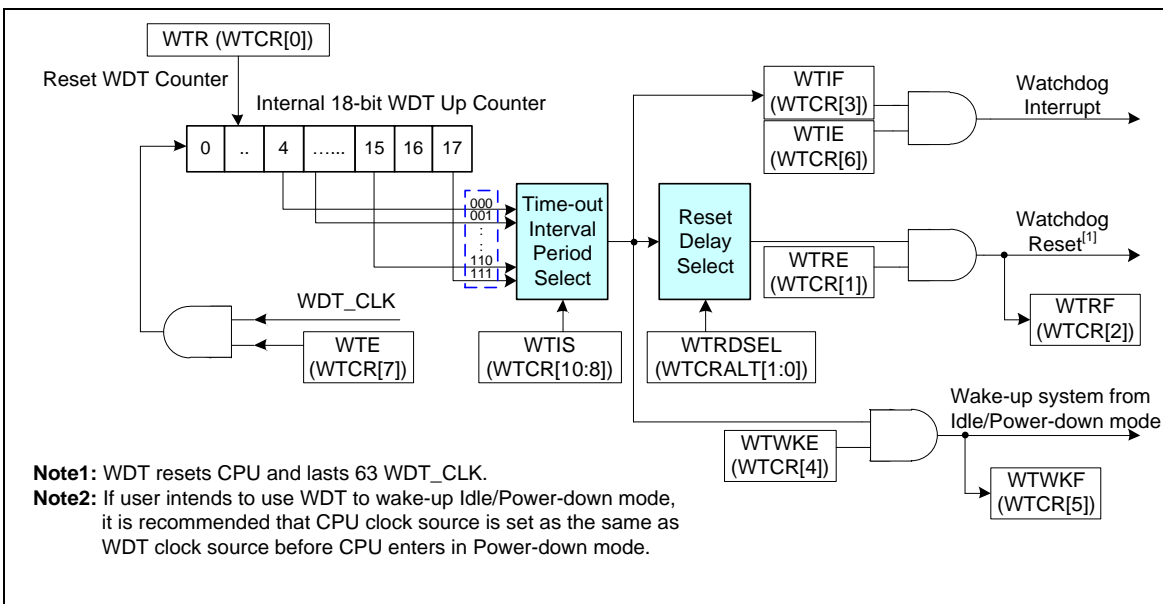 WTR (WTCR[0])
Reset WDT Counter
Internal 18-bit WDT Up Counter
0 .. 4 …... 15 16 17
000
001
:
:
110
111
Time-out
Interval
Period
Select
Reset
Delay
Select
WTIF
(WTCR[3])
WTIE
(WTCR[6])
Watchdog
Interrupt
WTRE
(WTCR[1])
Watchdog
Reset[1]
WTRF
(WTCR[2])
WDT_CLK
WTE
(WTCR[7])
WTIS
(WTCR[10:8])
WTRDSEL
(WTCRALT[1:0])
WTWKE
(WTCR[4])
Wake-up system from
Idle/Power-down mode
WTWKF
(WTCR[5])
Note1: WDT resets CPU and lasts 63 WDT_CLK.
Note2: If user intends to use WDT to wake-up Idle/Power-down mode,
it is recommended that CPU clock source is set as the same as
WDT clock source before CPU enters in Power-down mode.